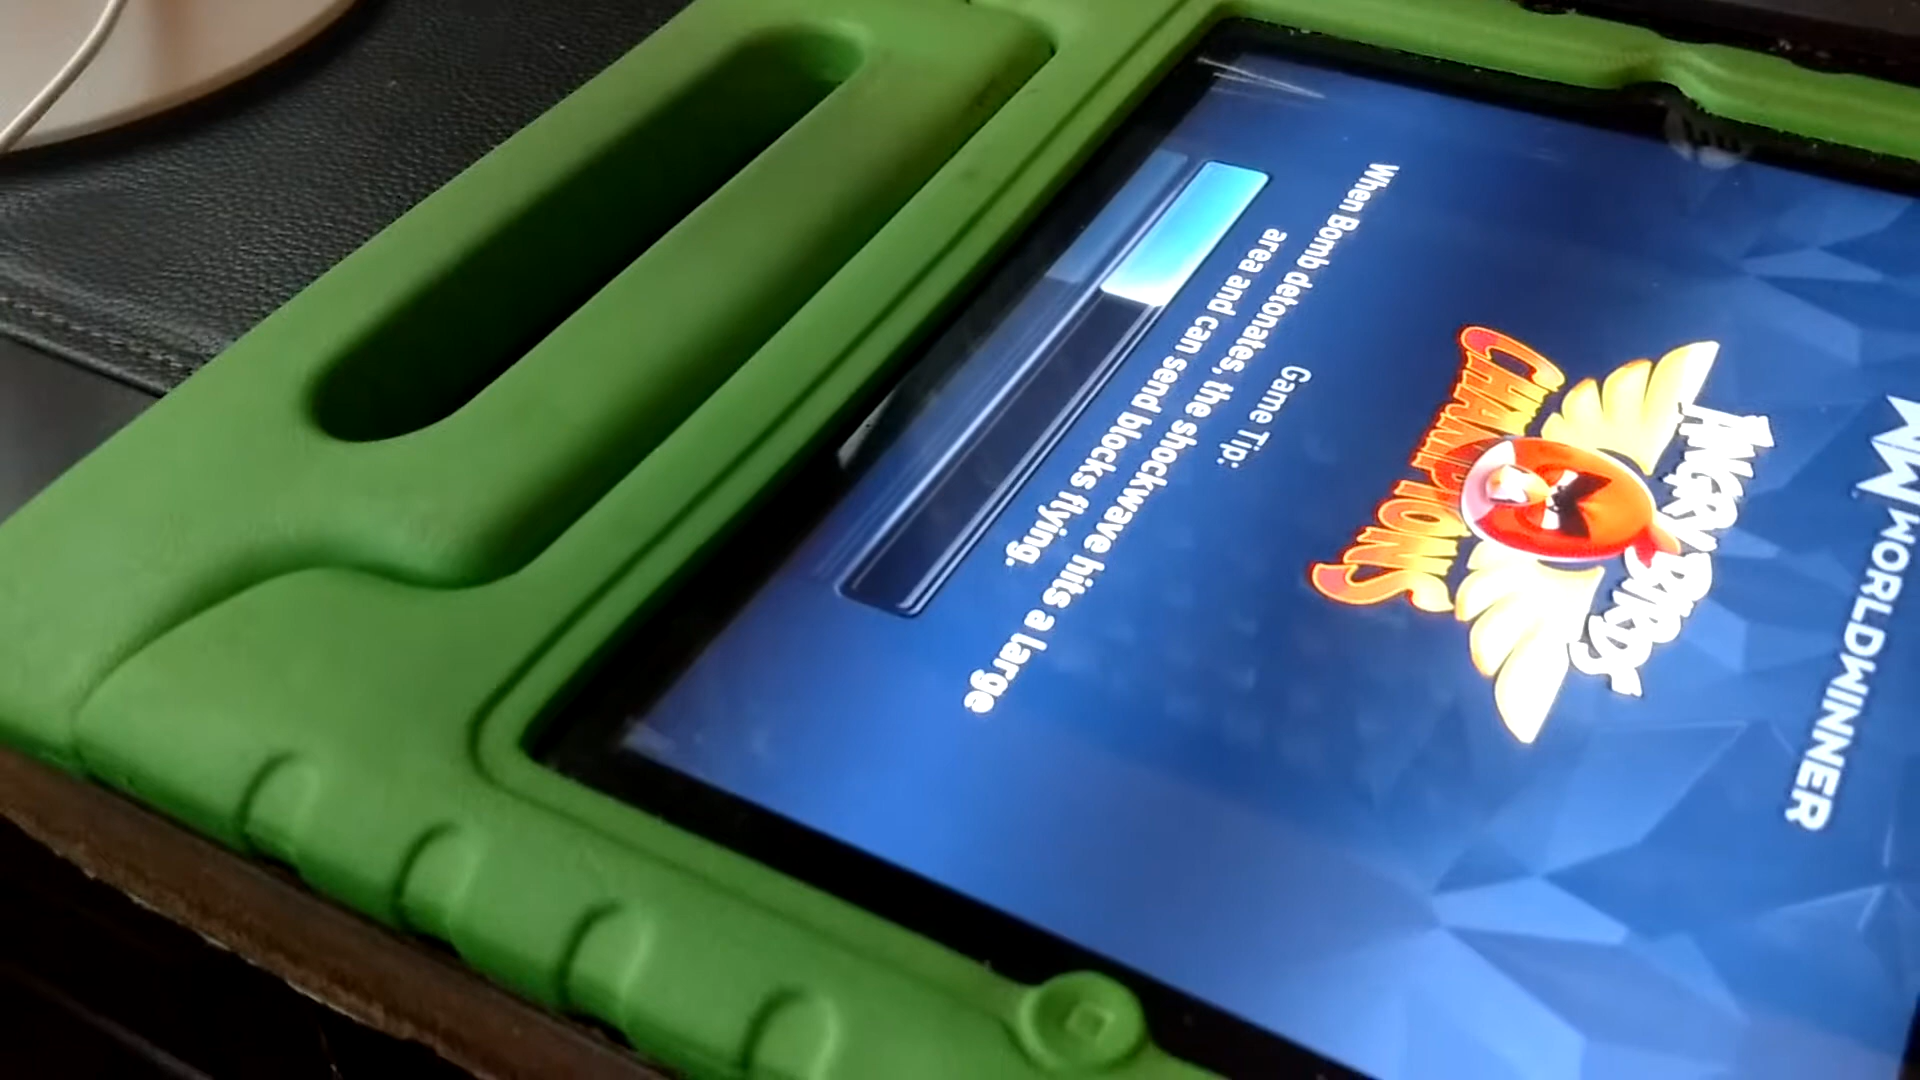 WORLDWINNER
ANGRY BIRDS
CHAMPIONS
Game Tip:
When Bomb detonates, the shockwave hits a large
area and can send blocks flying.